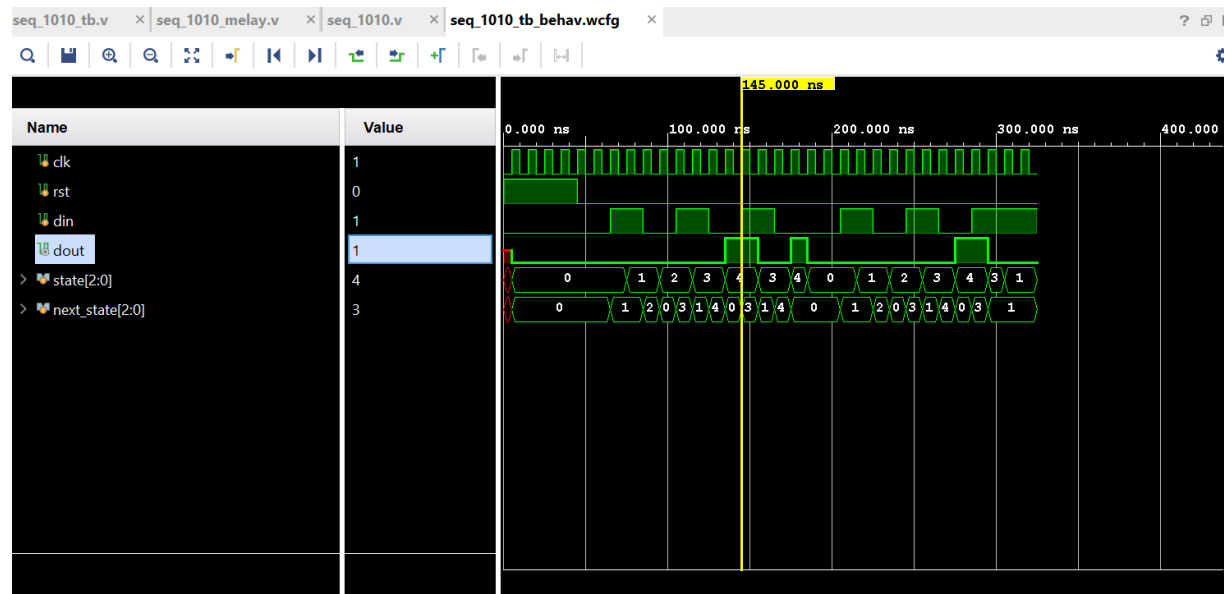 seq_1010_tb.v × seq_1010_melay.v × seq_1010.v × seq_1010_tb_behav.wcfg × ?
145.000 ns
Name Value
0.000 ns 100.000 ns 200.000 ns 300.000 ns 400.000
clk 1
rst 0
din 1
dout 1
> state[2:0] 4 0 1 2 3 4 3 4 0 1 2 3 4 3 1
> next_state[2:0] 3 0 1 2 0 3 1 4 0 3 1 4 0 1 2 0 3 1 4 0 3 1